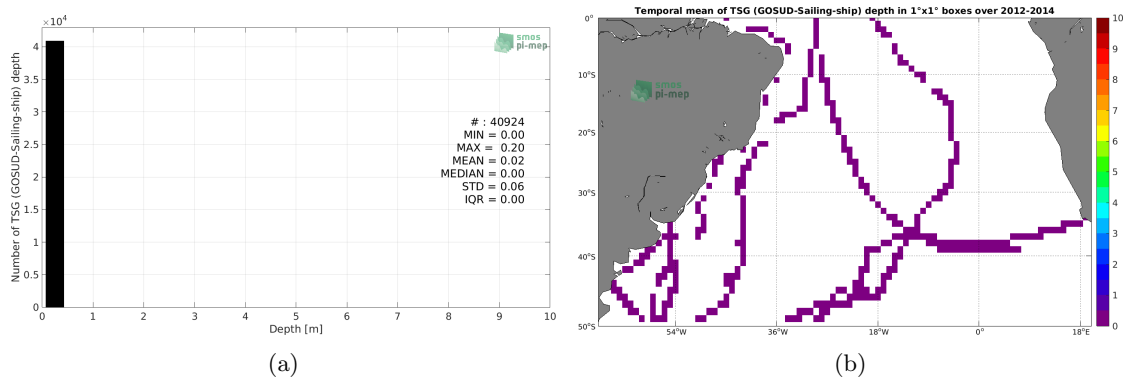 ×10⁴
4
3.5
3
2.5
2
1.5
1
0.5
0
0 1 2 3 4 5 6 7 8 9 10
Number of TSG (GOSUD-Sailing-ship) depth
Depth [m]
smos
pi-mep
# : 40924
MIN = 0.00
MAX = 0.20
MEAN = 0.02
MEDIAN = 0.00
STD = 0.06
IQR = 0.00
(a)
Temporal mean of TSG (GOSUD-Sailing-ship) depth in 1°x1° boxes over 2012-2014
0°
10°S
20°S
30°S
40°S
50°S
54°W 36°W 18°W 0° 18°E
smos
pi-mep
10
9
8
7
6
5
4
3
2
1
0
(b)